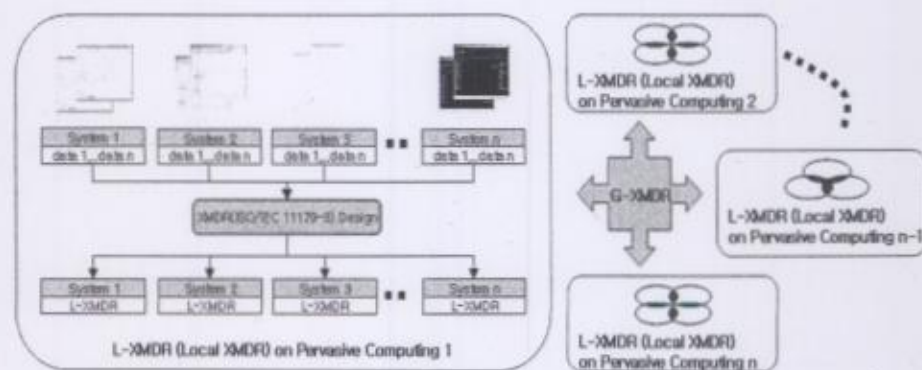 System 1
data 1...data n
System 2
data 1...data n
System 3
data 1...data n
System n
data 1...data n
XMDR(ISO/IEC 11179-3) Design
System 1
L-XMDR
System 2
L-XMDR
System 3
L-XMDR
System n
L-XMDR
L-XMDR (Local XMDR) on Pervasive Computing 1
L-XMDR (Local XMDR)
on Pervasive Computing 2
G-XMDR
L-XMDR (Local XMDR)
on Pervasive Computing n-1
L-XMDR (Local XMDR)
on Pervasive Computing n